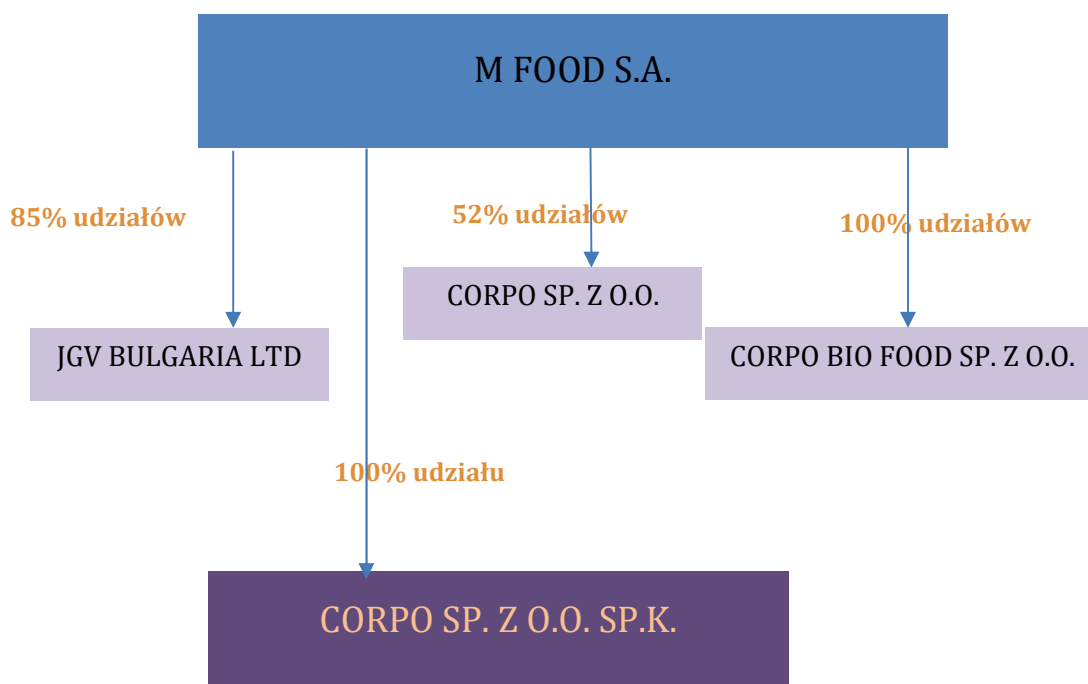 M FOOD S.A.
85% udziałów
52% udziałów
100% udziałów
CORPO SP. Z O.O.
JGV BULGARIA LTD
CORPO BIO FOOD SP. Z O.O.
100% udziału
CORPO SP. Z O.O. SP.K.